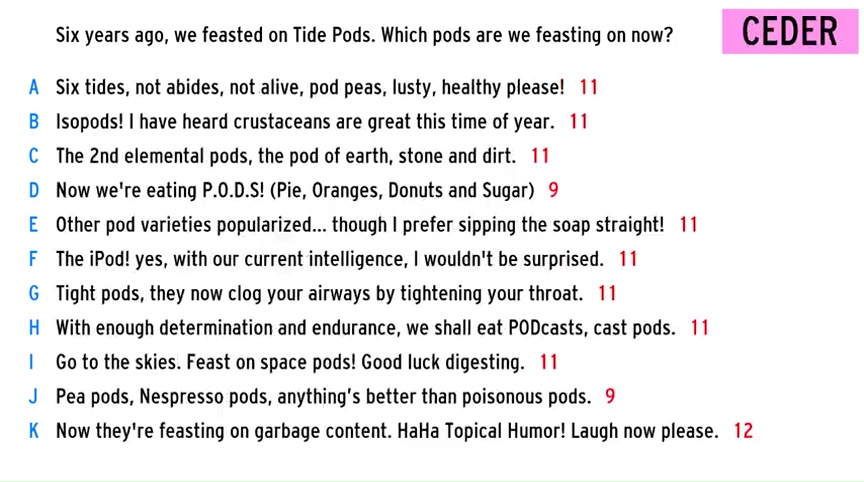 Six years ago, we feasted on Tide Pods. Which pods are we feasting on now?
CEDER
A Six tides, not abides, not alive, pod peas, lusty, healthy please! 11
B Isopods! I have heard crustaceans are great this time of year. 11
C The 2nd elemental pods, the pod of earth, stone and dirt. 11
D Now we're eating P.O.D.S! (Pie, Oranges, Donuts and Sugar) 9
E Other pod varieties popularized... though I prefer sipping the soap straight! 11
F The iPod! yes, with our current intelligence, I wouldn't be surprised. 11
G Tight pods, they now clog your airways by tightening your throat. 11
H With enough determination and endurance, we shall eat PODcasts, cast pods. 11
I Go to the skies. Feast on space pods! Good luck digesting. 11
J Pea pods, Nespresso pods, anything's better than poisonous pods. 9
K Now they're feasting on garbage content. HaHa Topical Humor! Laugh now please. 12